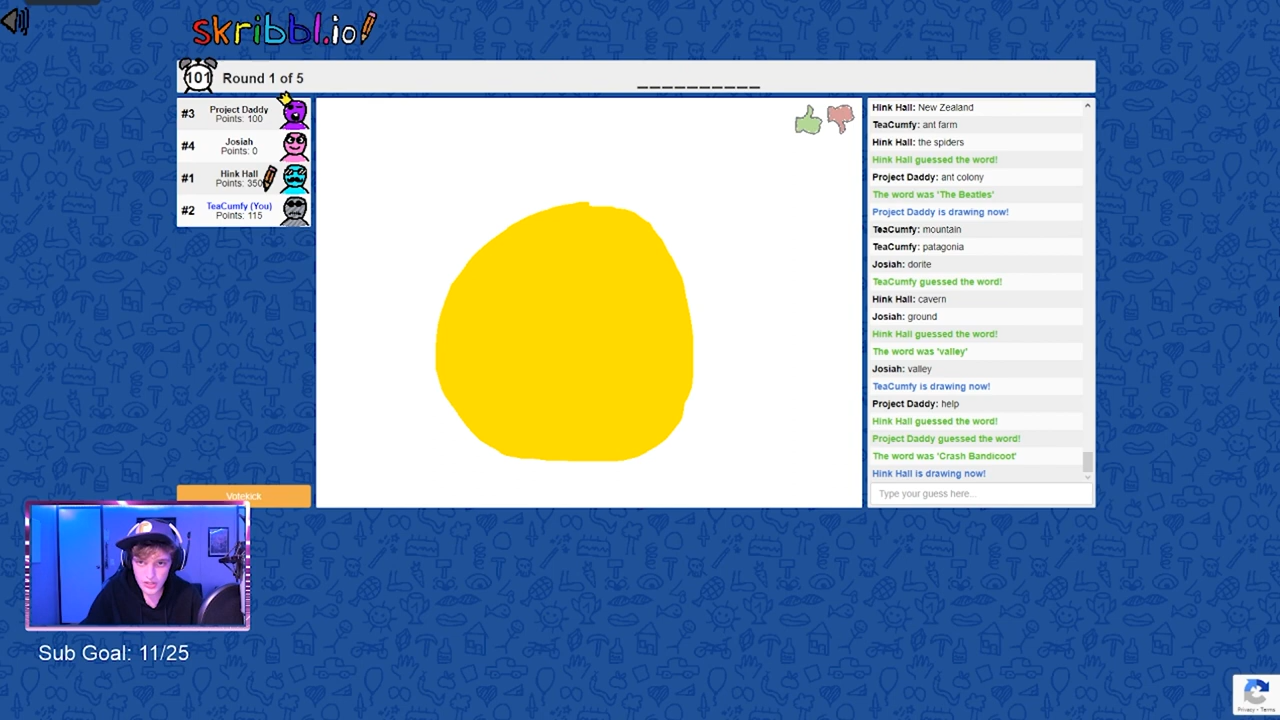 skribbl.io
101
Round 1 of 5
__________
#3
Project Daddy
Points: 100
#4
Josiah
Points: 0
#1
Hink Hall
Points: 350
#2
TeaCumfy (You)
Points: 115
Hink Hall: New Zealand
TeaCumfy: ant farm
Hink Hall: the spiders
Hink Hall guessed the word!
Project Daddy: ant colony
The word was 'The Beatles'
Project Daddy is drawing now!
TeaCumfy: mountain
TeaCumfy: patagonia
Josiah: dorite
TeaCumfy guessed the word!
Hink Hall: cavern
Josiah: ground
Hink Hall guessed the word!
The word was 'valley'
Josiah: valley
TeaCumfy is drawing now!
Project Daddy: help
Hink Hall guessed the word!
Project Daddy guessed the word!
The word was 'Crash Bandicoot'
Hink Hall is drawing now!
Type your guess here...
Votekick
Sub Goal: 11/25
Privacy - Terms